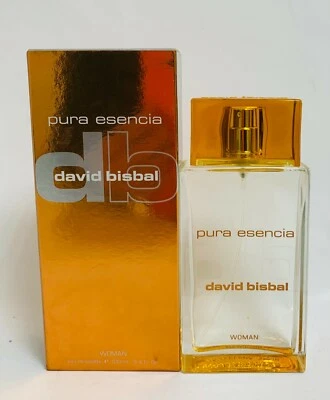 pura esencia
db
david bisbal
WOMAN
pura esencia
david bisbal
WOMAN